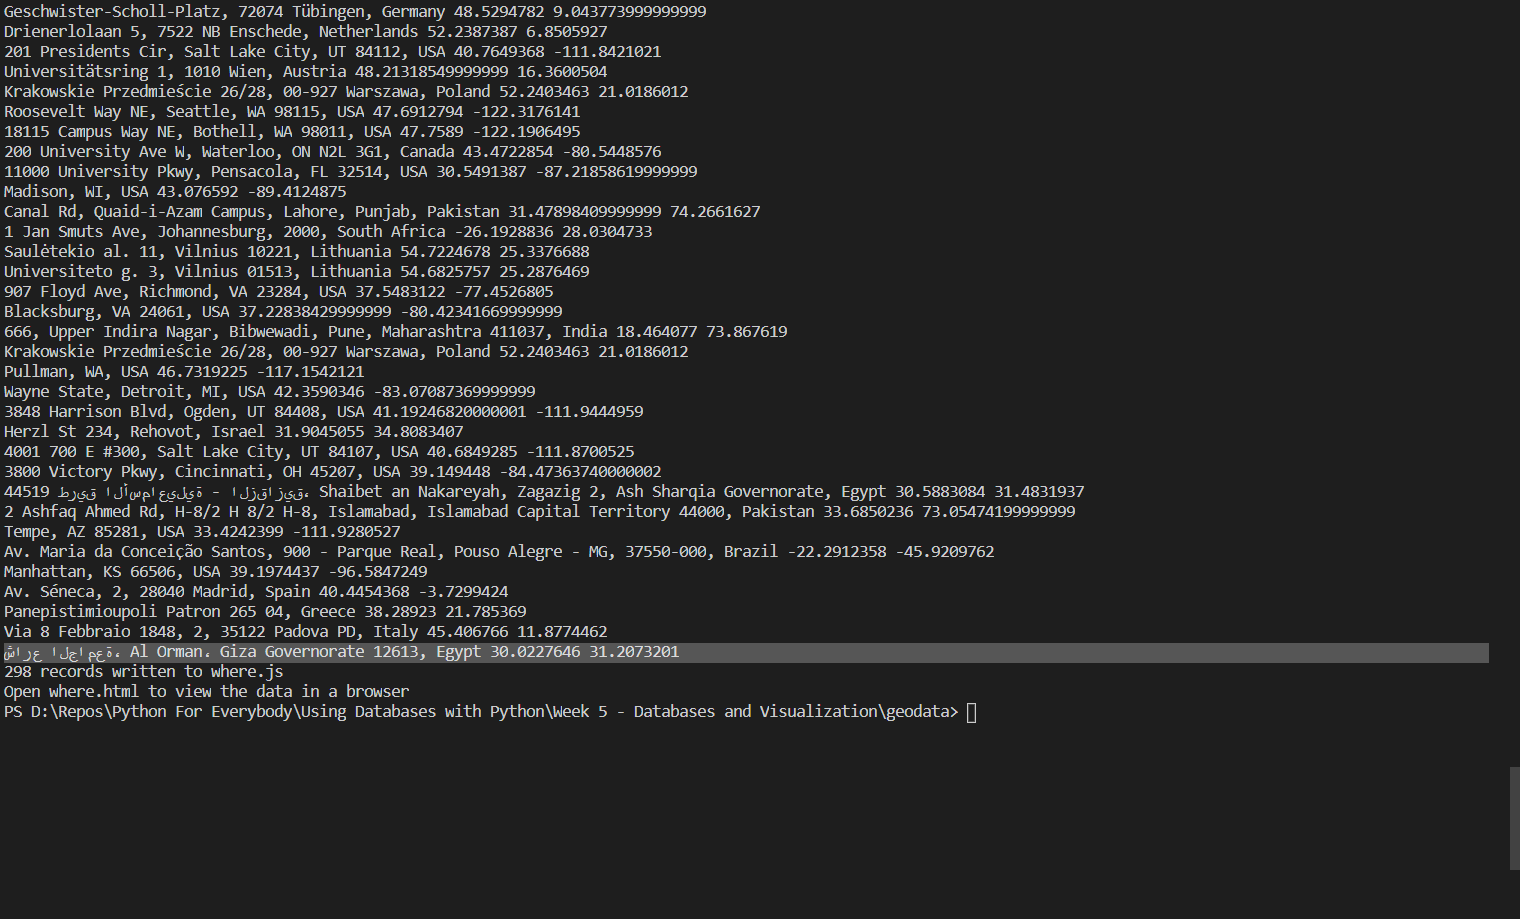 Geschwister-Scholl-Platz, 72074 Tübingen, Germany 48.5294782 9.043773999999999
Drienerlolaan 5, 7522 NB Enschede, Netherlands 52.2387387 6.8505927
201 Presidents Cir, Salt Lake City, UT 84112, USA 40.7649368 -111.8421021
Universitätsring 1, 1010 Wien, Austria 48.21318549999999 16.3600504
Krakowskie Przedmieście 26/28, 00-927 Warszawa, Poland 52.2403463 21.0186012
Roosevelt Way NE, Seattle, WA 98115, USA 47.6912794 -122.3176141
18115 Campus Way NE, Bothell, WA 98011, USA 47.7589 -122.1906495
200 University Ave W, Waterloo, ON N2L 3G1, Canada 43.4722854 -80.5448576
11000 University Pkwy, Pensacola, FL 32514, USA 30.5491387 -87.21858619999999
Madison, WI, USA 43.076592 -89.4124875
Canal Rd, Quaid-i-Azam Campus, Lahore, Punjab, Pakistan 31.47898409999999 74.2661627
1 Jan Smuts Ave, Johannesburg, 2000, South Africa -26.1928836 28.0304733
Saulėtekio al. 11, Vilnius 10221, Lithuania 54.7224678 25.3376688
Universiteto g. 3, Vilnius 01513, Lithuania 54.6825757 25.2876469
907 Floyd Ave, Richmond, VA 23284, USA 37.5483122 -77.4526805
Blacksburg, VA 24061, USA 37.22838429999999 -80.42341669999999
666, Upper Indira Nagar, Bibwewadi, Pune, Maharashtra 411037, India 18.464077 73.867619
Krakowskie Przedmieście 26/28, 00-927 Warszawa, Poland 52.2403463 21.0186012
Pullman, WA, USA 46.7319225 -117.1542121
Wayne State, Detroit, MI, USA 42.3590346 -83.07087369999999
3848 Harrison Blvd, Ogden, UT 84408, USA 41.19246820000001 -111.9444959
Herzl St 234, Rehovot, Israel 31.9045055 34.8083407
4001 700 E #300, Salt Lake City, UT 84107, USA 40.6849285 -111.8700525
3800 Victory Pkwy, Cincinnati, OH 45207, USA 39.149448 -84.47363740000002
44519 طريق الأسماعيلية - الزقازيق، Shaibet an Nakareyah, Zagazig 2, Ash Sharqia Governorate, Egypt 30.5883084 31.4831937
2 Ashfaq Ahmed Rd, H-8/2 H 8/2 H-8, Islamabad, Islamabad Capital Territory 44000, Pakistan 33.6850236 73.05474199999999
Tempe, AZ 85281, USA 33.4242399 -111.9280527
Av. Maria da Conceição Santos, 900 - Parque Real, Pouso Alegre - MG, 37550-000, Brazil -22.2912358 -45.9209762
Manhattan, KS 66506, USA 39.1974437 -96.5847249
Av. Séneca, 2, 28040 Madrid, Spain 40.4454368 -3.7299424
Panepistimioupoli Patron 265 04, Greece 38.28923 21.785369
Via 8 Febbraio 1848, 2, 35122 Padova PD, Italy 45.406766 11.8774462
شارع الجامعة، Al Orman، Giza Governorate 12613, Egypt 30.0227646 31.2073201
298 records written to where.js
Open where.html to view the data in a browser
PS D:\Repos\Python For Everybody\Using Databases with Python\Week 5 - Databases and Visualization\geodata>